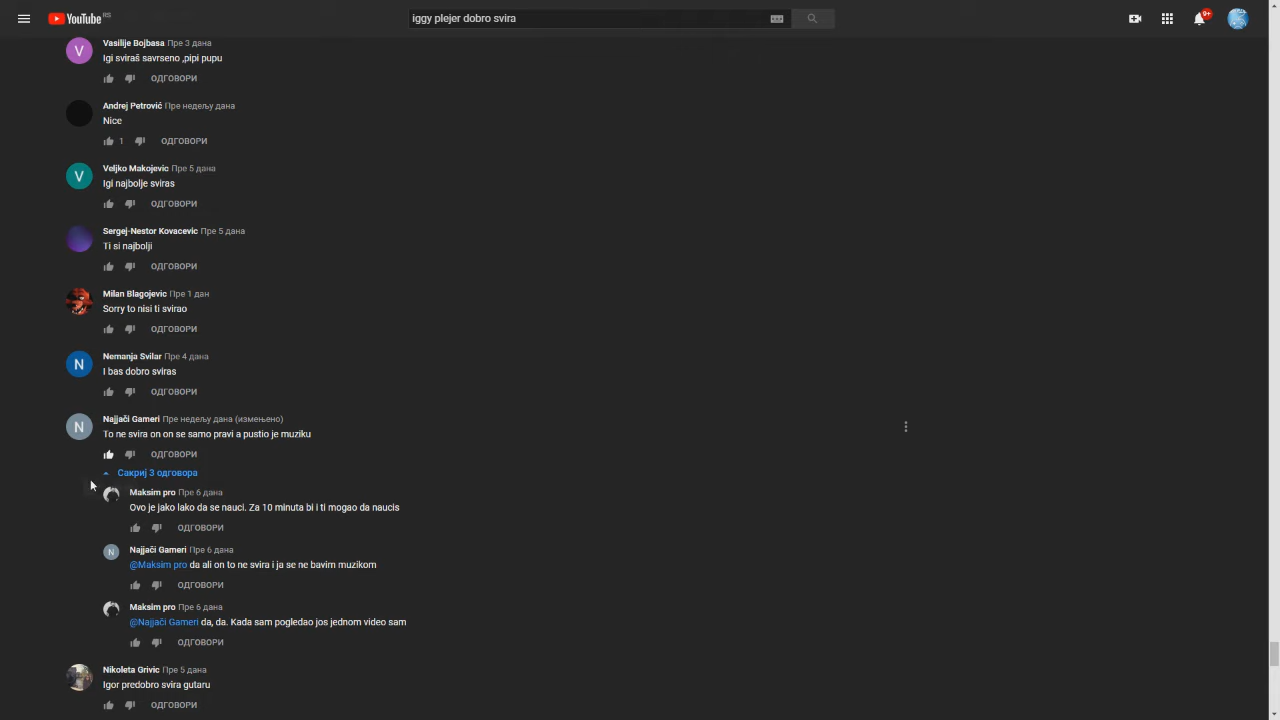 YouTube RS
iggy plejer dobro svira
9+
V
Vasilije Bojbasa Пре 3 дана
Igi sviraš savrseno ,pipi pupu
ОДГОВОРИ
Andrej Petrović Пре недељу дана
Nice
1
ОДГОВОРИ
V
Veljko Makojevic Пре 5 дана
Igi najbolje sviras
ОДГОВОРИ
Sergej-Nestor Kovacevic Пре 5 дана
Ti si najbolji
ОДГОВОРИ
Milan Blagojevic Пре 1 дан
Sorry to nisi ti svirao
ОДГОВОРИ
N
Nemanja Svilar Пре 4 дана
I bas dobro sviras
ОДГОВОРИ
N
Najjači Gameri Пре недељу дана (измењено)
To ne svira on on se samo pravi a pustio je muziku
ОДГОВОРИ
Сакриј 3 одговора
Maksim pro Пре 6 дана
Ovo je jako lako da se nauci. Za 10 minuta bi i ti mogao da naucis
ОДГОВОРИ
N
Najjači Gameri Пре 6 дана
@Maksim pro da ali on to ne svira i ja se ne bavim muzikom
ОДГОВОРИ
Maksim pro Пре 6 дана
@Najjači Gameri da, da. Kada sam pogledao jos jednom video sam
ОДГОВОРИ
Nikoleta Grivic Пре 5 дана
Igor predobro svira gutaru
ОДГОВОРИ